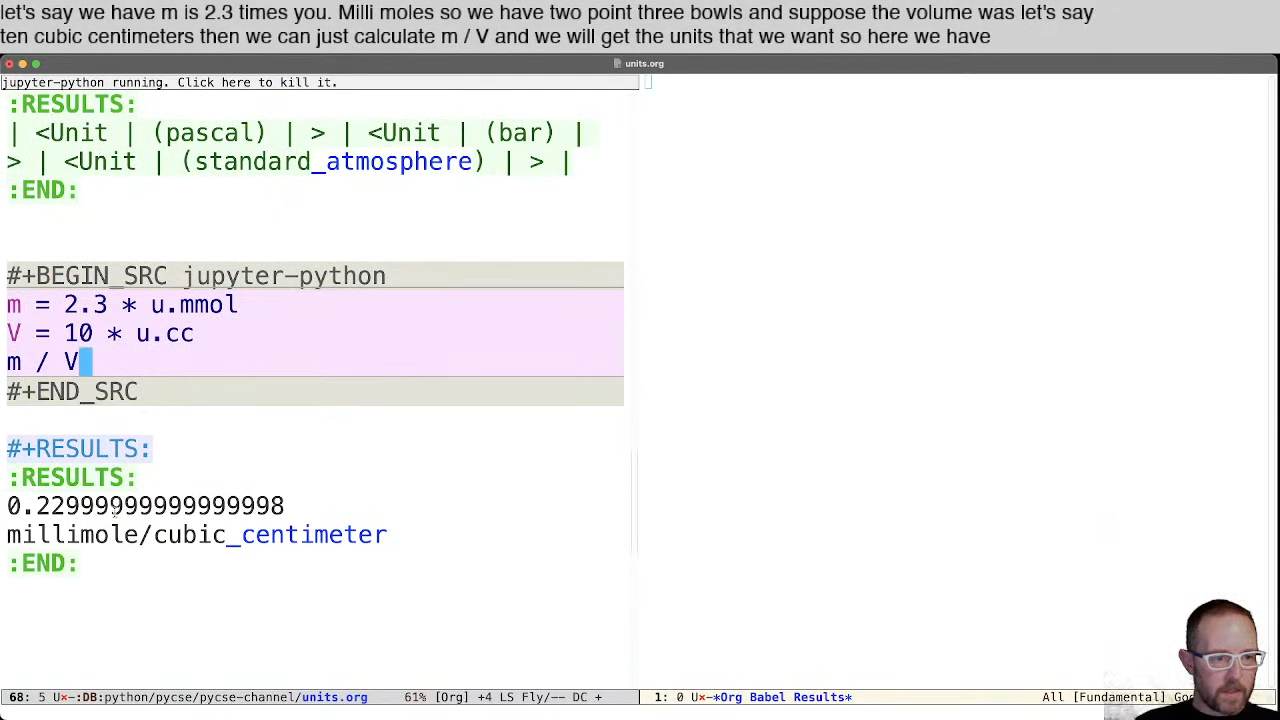 let's say we have m is 2.3 times you. Milli moles so we have two point three bowls and suppose the volume was let's say
ten cubic centimeters then we can just calculate m / V and we will get the units that we want so here we have
units.org
jupyter-python running. Click here to kill it.
:RESULTS:
| <Unit | (pascal) | > | <Unit | (bar) |
> | <Unit | (standard_atmosphere) | > |
:END:
#+BEGIN_SRC jupyter-python
m = 2.3 * u.mmol
V = 10 * u.cc
m / V
#+END_SRC
#+RESULTS:
:RESULTS:
0.22999999999999998
millimole/cubic_centimeter
:END:
68: 5 U×-:DB:python/pycse/pycse-channel/units.org 61% [Org] +4 LS Fly/-- DC +
1: 0 U×-*Org Babel Results* All [Fundamental]